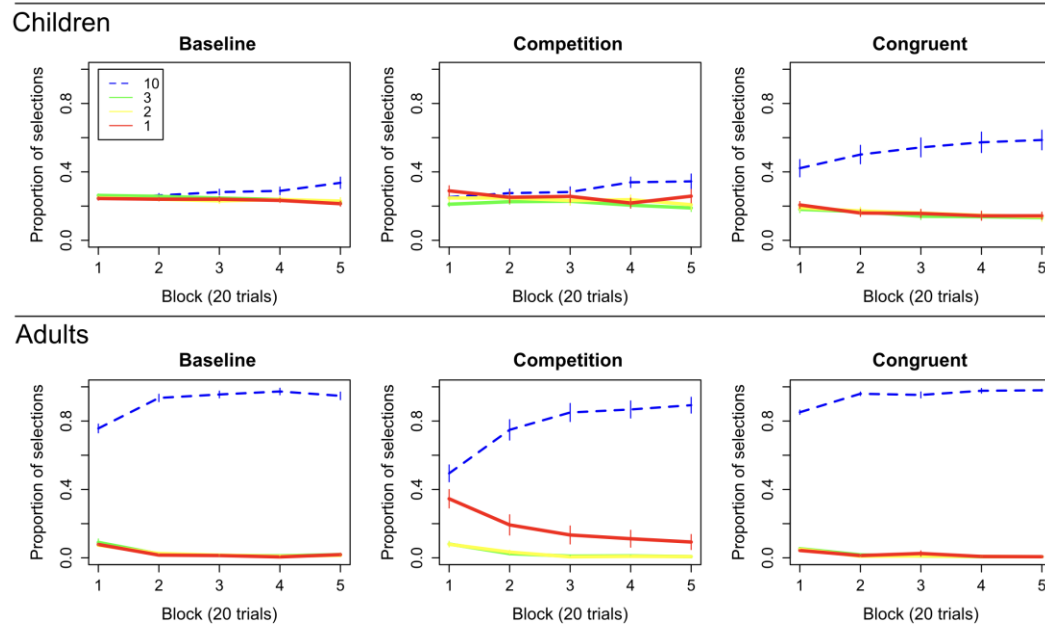 Children
Baseline
Competition
Congruent
Proportion of selections
0.0 0.4 0.8
10
3
2
1
1 2 3 4 5
Block (20 trials)
Proportion of selections
0.0 0.4 0.8
1 2 3 4 5
Block (20 trials)
Proportion of selections
0.0 0.4 0.8
1 2 3 4 5
Block (20 trials)
Adults
Baseline
Competition
Congruent
Proportion of selections
0.0 0.4 0.8
1 2 3 4 5
Block (20 trials)
Proportion of selections
0.0 0.4 0.8
1 2 3 4 5
Block (20 trials)
Proportion of selections
0.0 0.4 0.8
1 2 3 4 5
Block (20 trials)